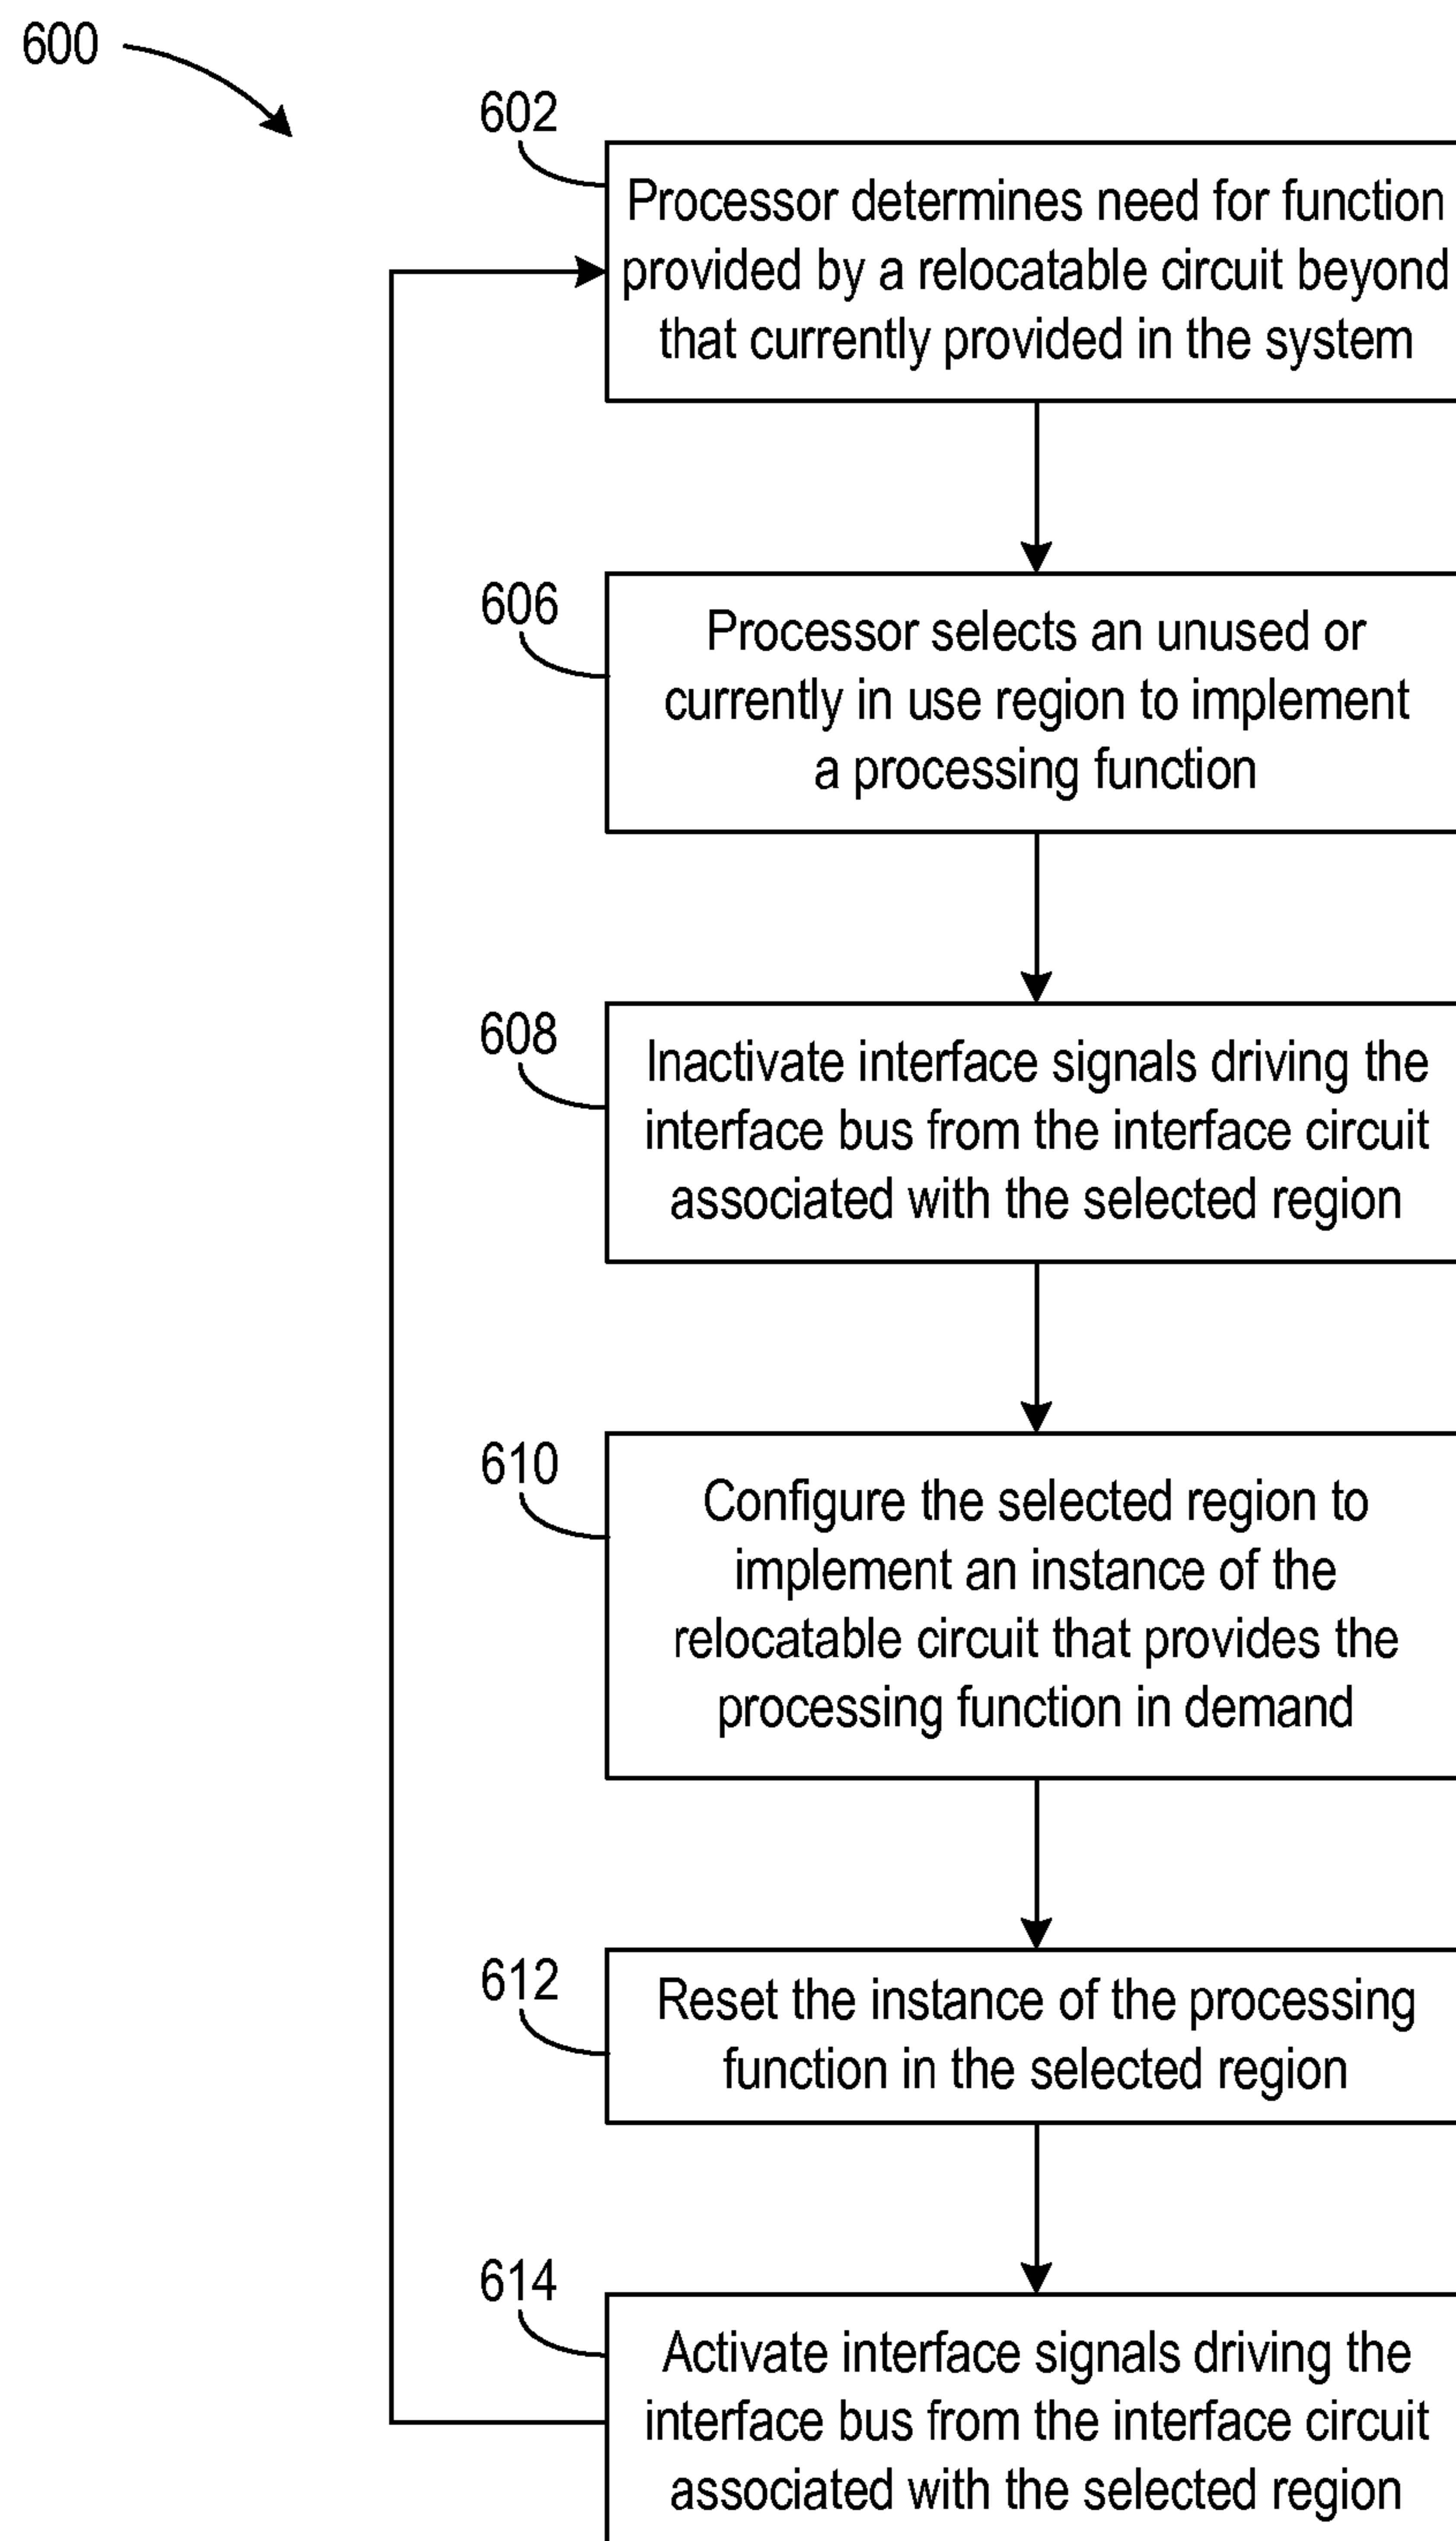 600
602
Processor determines need for function
provided by a relocatable circuit beyond
that currently provided in the system
606
Processor selects an unused or
currently in use region to implement
a processing function
608
Inactivate interface signals driving the
interface bus from the interface circuit
associated with the selected region
610
Configure the selected region to
implement an instance of the
relocatable circuit that provides the
processing function in demand
612
Reset the instance of the processing
function in the selected region
614
Activate interface signals driving the
interface bus from the interface circuit
associated with the selected region